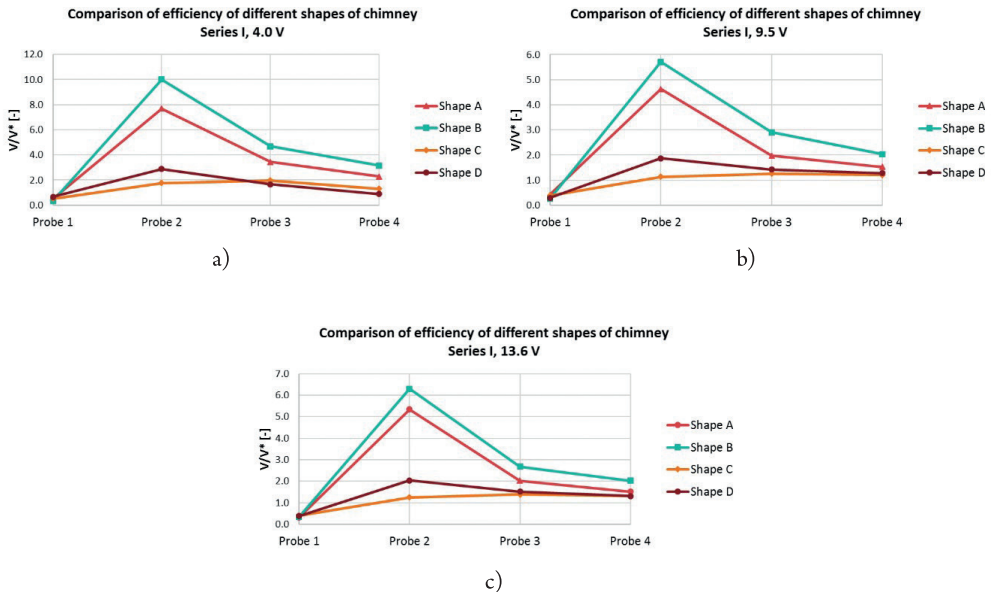 Comparison of efficiency of different shapes of chimney
Series I, 4.0 V
12.0
10.0
8.0
6.0
4.0
2.0
0.0
V/V* [-]
Probe 1 Probe 2 Probe 3 Probe 4
Shape A
Shape B
Shape C
Shape D
a)
Comparison of efficiency of different shapes of chimney
Series I, 9.5 V
6.0
5.0
4.0
3.0
2.0
1.0
0.0
V/V* [-]
Probe 1 Probe 2 Probe 3 Probe 4
Shape A
Shape B
Shape C
Shape D
b)
Comparison of efficiency of different shapes of chimney
Series I, 13.6 V
7.0
6.0
5.0
4.0
3.0
2.0
1.0
0.0
V/V* [-]
Probe 1 Probe 2 Probe 3 Probe 4
Shape A
Shape B
Shape C
Shape D
c)